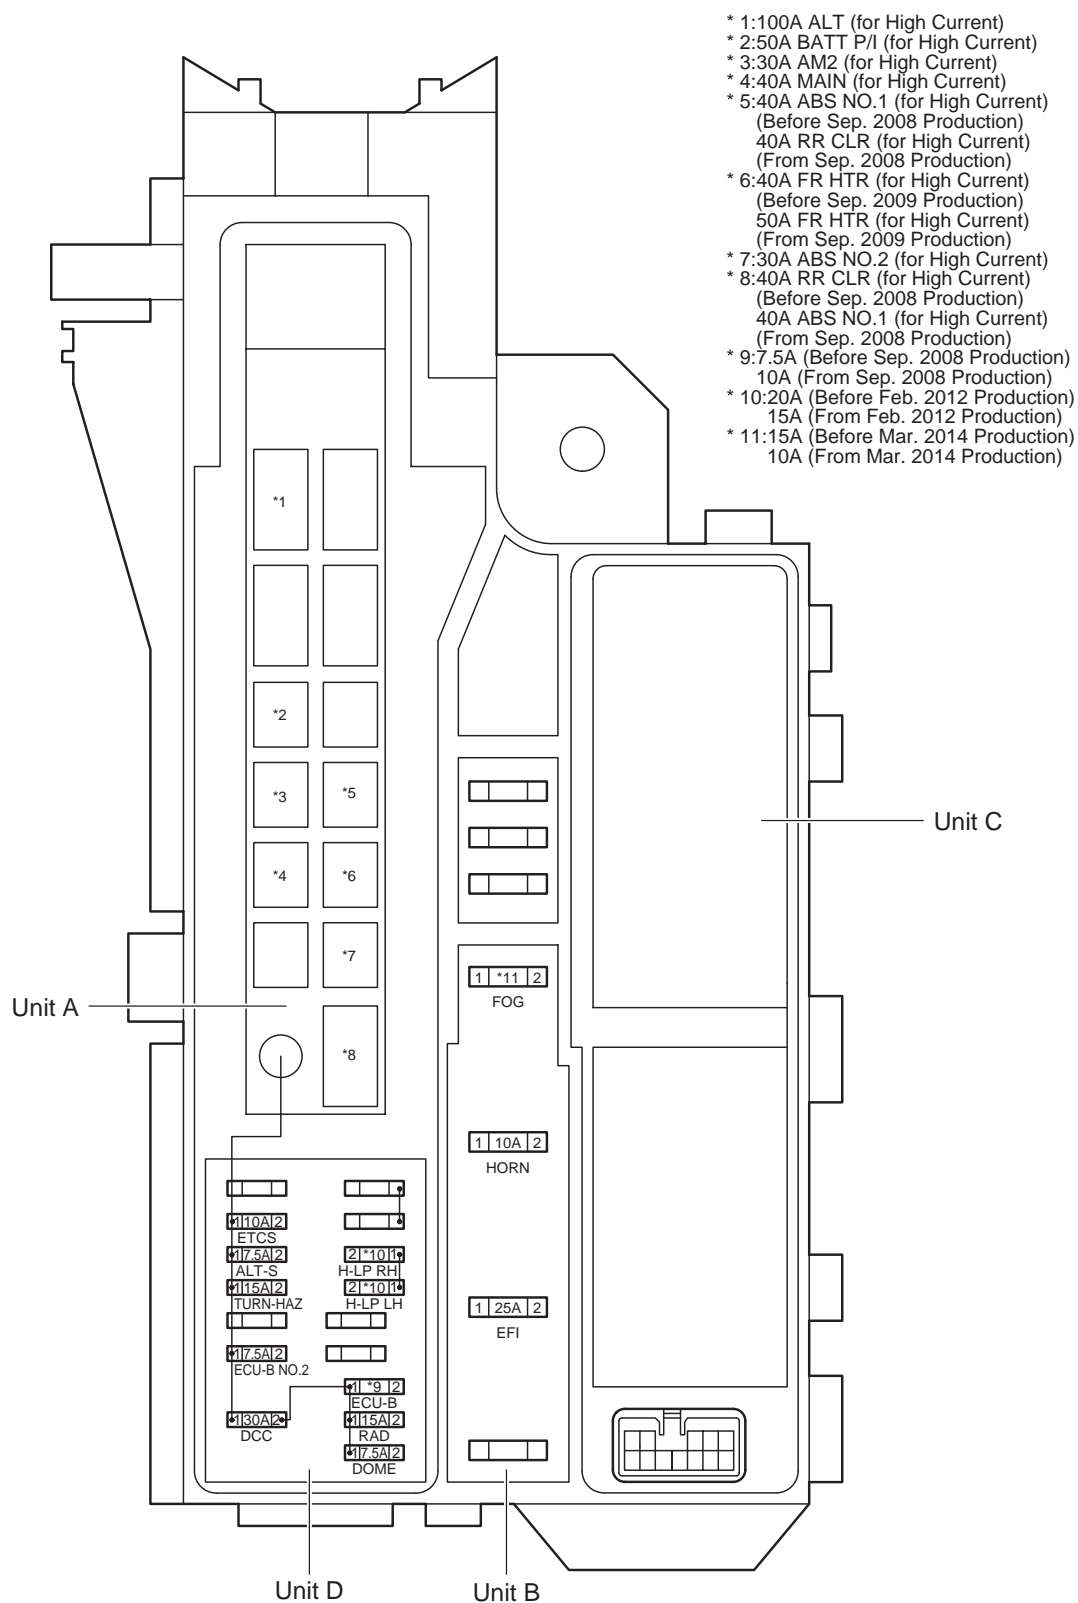 * 1:100A ALT (for High Current)
* 2:50A BATT P/I (for High Current)
* 3:30A AM2 (for High Current)
* 4:40A MAIN (for High Current)
* 5:40A ABS NO.1 (for High Current)
(Before Sep. 2008 Production)
40A RR CLR (for High Current)
(From Sep. 2008 Production)
* 6:40A FR HTR (for High Current)
(Before Sep. 2009 Production)
50A FR HTR (for High Current)
(From Sep. 2009 Production)
* 7:30A ABS NO.2 (for High Current)
* 8:40A RR CLR (for High Current)
(Before Sep. 2008 Production)
40A ABS NO.1 (for High Current)
(From Sep. 2008 Production)
* 9:7.5A (Before Sep. 2008 Production)
10A (From Sep. 2008 Production)
* 10:20A (Before Feb. 2012 Production)
15A (From Feb. 2012 Production)
* 11:15A (Before Mar. 2014 Production)
10A (From Mar. 2014 Production)
*1
*2
*3 *5
Unit C
*4 *6
*7
1 *11 2
FOG
Unit A
*8
1 10A 2
HORN
1 10A 2
ETCS
1 7.5A 2 2 *10 1
ALT-S H-LP RH
1 15A 2 2 *10 1
TURN-HAZ H-LP LH
1 25A 2
EFI
1 7.5A 2
ECU-B NO.2
1 *9 2
ECU-B
1 30A 2 1 15A 2
DCC RAD
1 7.5A 2
DOME
Unit D Unit B